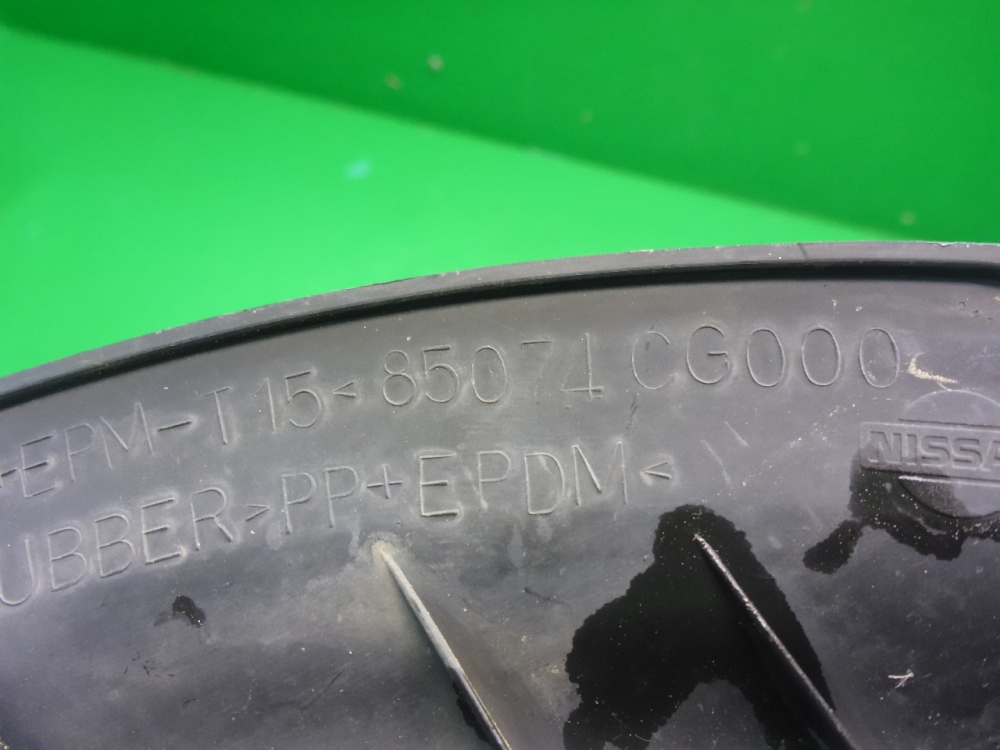 +EPM-T15< 85074 CG000
NISSA
UBBER>PP+EPDM<